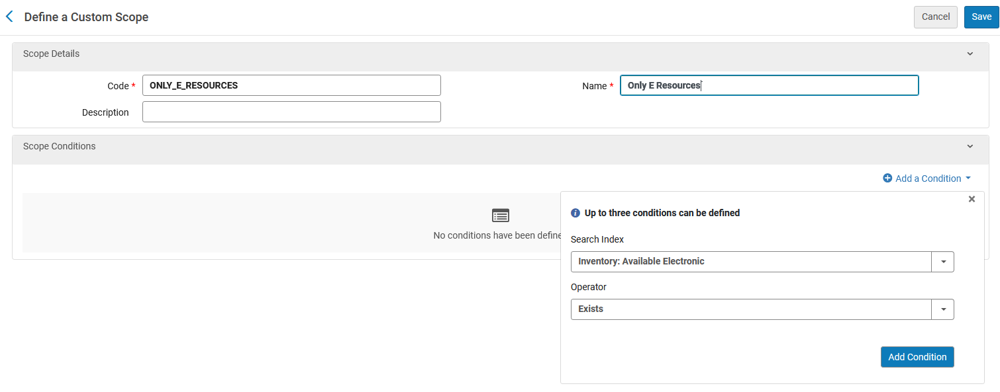 Define a Custom Scope
Cancel
Save
Scope Details
Code *
ONLY_E_RESOURCES
Name *
Only E Resources
Description
Scope Conditions
Add a Condition
No conditions have been define
Up to three conditions can be defined
Search Index
Inventory: Available Electronic
Operator
Exists
Add Condition